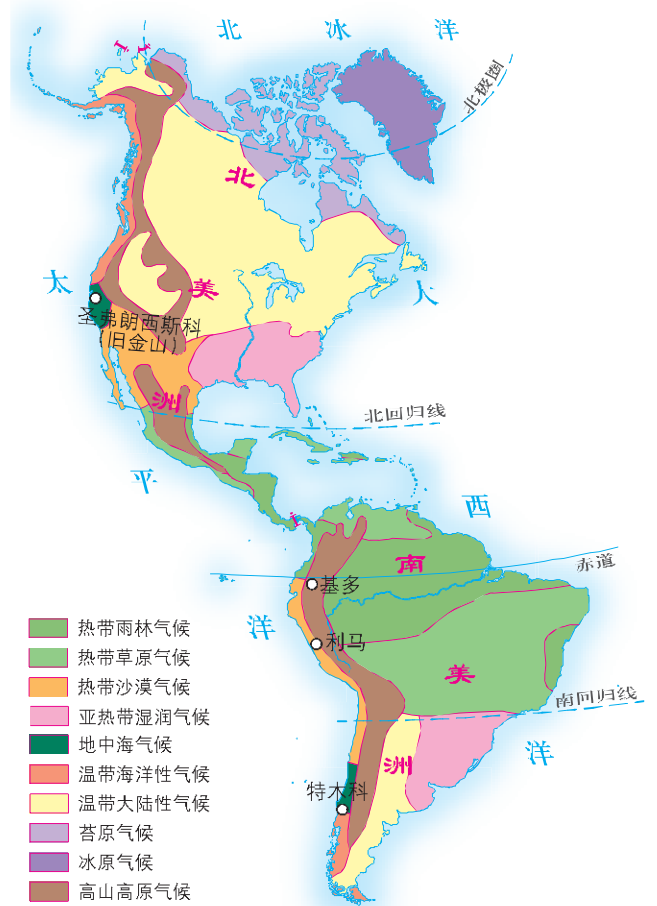 北 冰 洋
北极圈
北
美
洲
太
平
洋
大
西
洋
圣弗朗西斯科
(旧金山)
北回归线
赤道
南
美
洲
基多
利马
南回归线
特木科
热带雨林气候
热带草原气候
热带沙漠气候
亚热带湿润气候
地中海气候
温带海洋性气候
温带大陆性气候
苔原气候
冰原气候
高山高原气候